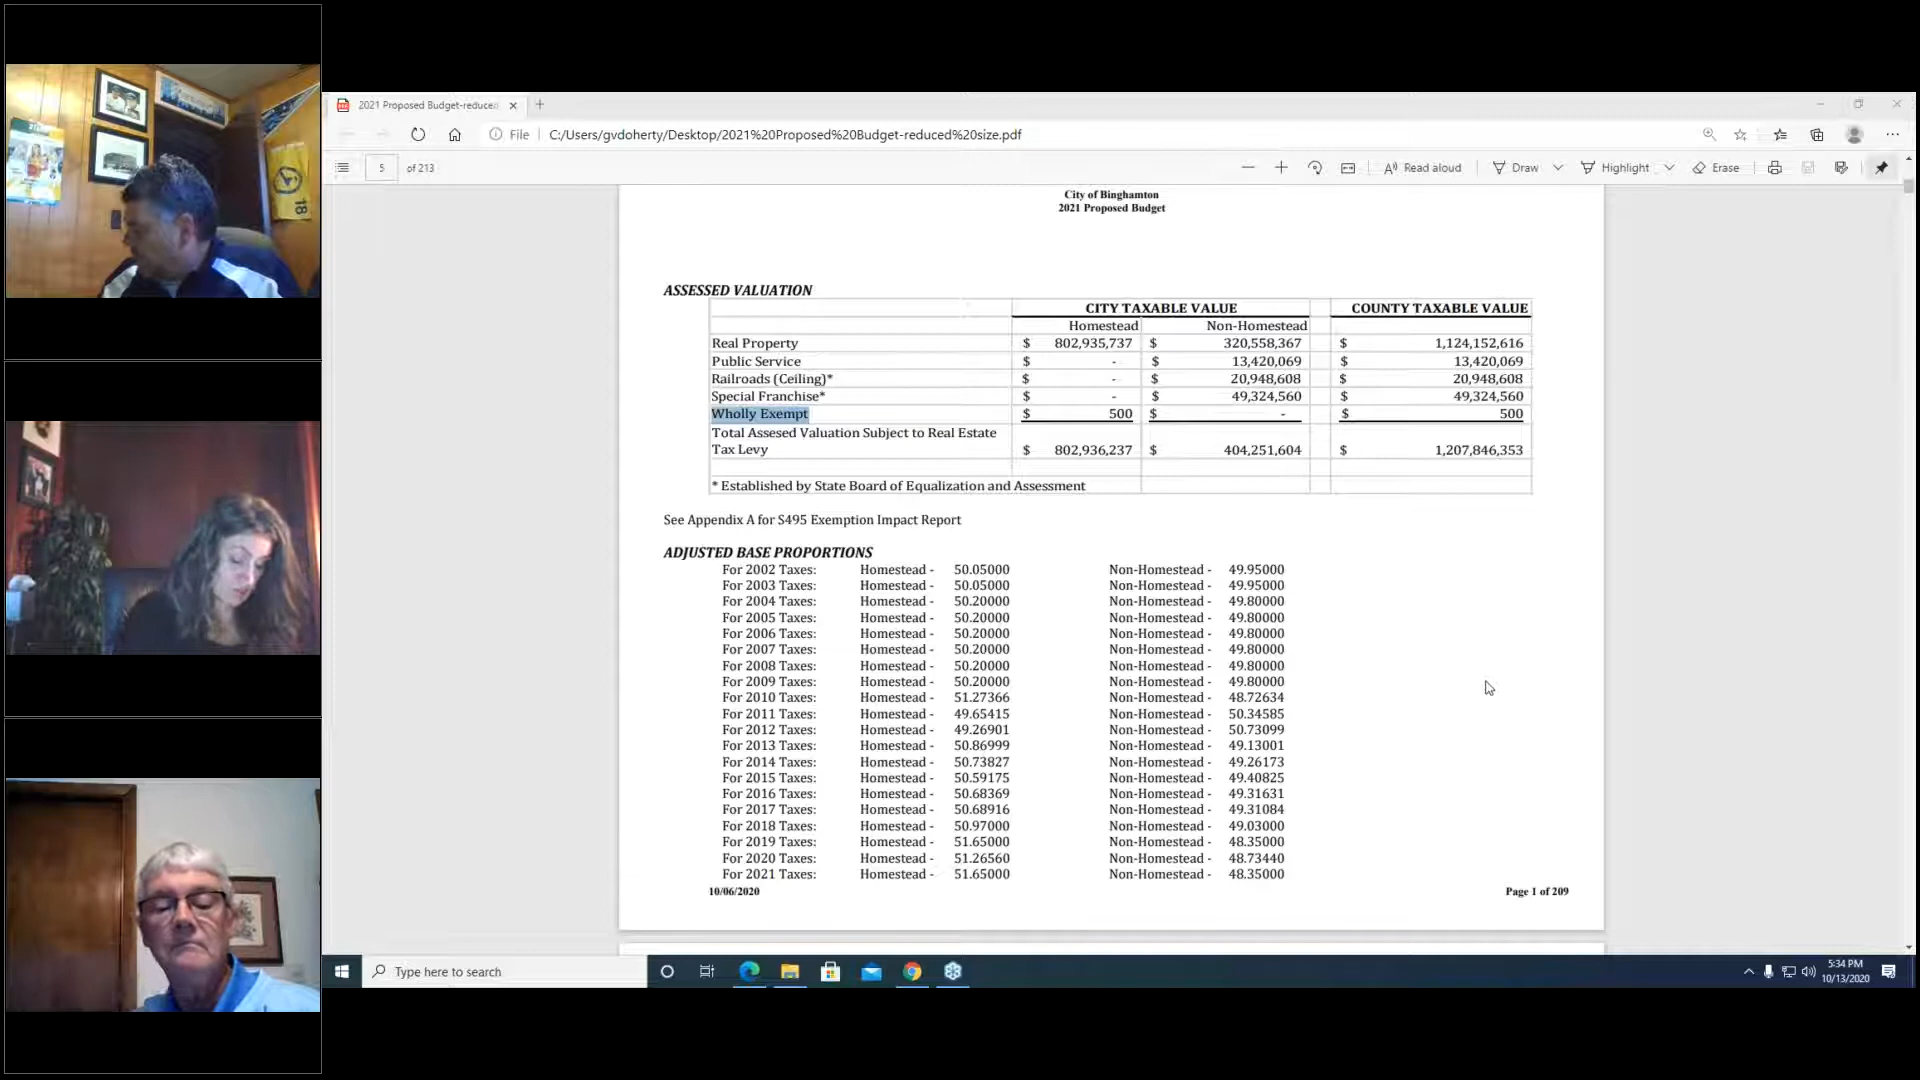 2021 Proposed Budget-reduced
File C:/Users/gvdoherty/Desktop/2021%20Proposed%20Budget-reduced%20size.pdf
5 of 213 Read aloud Draw Highlight Erase
City of Binghamton
2021 Proposed Budget
ASSESSED VALUATION
CITY TAXABLE VALUE COUNTY TAXABLE VALUE
Homestead Non-Homestead
Real Property $ 802,935,737 $ 320,558,367 $ 1,124,152,616
Public Service $ - $ 13,420,069 $ 13,420,069
Railroads (Ceiling)* $ - $ 20,948,608 $ 20,948,608
Special Franchise* $ - $ 49,324,560 $ 49,324,560
Wholly Exempt $ 500 $ - $ 500
Total Assesed Valuation Subject to Real Estate
Tax Levy $ 802,936,237 $ 404,251,604 $ 1,207,846,353
* Established by State Board of Equalization and Assessment
See Appendix A for S495 Exemption Impact Report
ADJUSTED BASE PROPORTIONS
For 2002 Taxes: Homestead - 50.05000 Non-Homestead - 49.95000
For 2003 Taxes: Homestead - 50.05000 Non-Homestead - 49.95000
For 2004 Taxes: Homestead - 50.20000 Non-Homestead - 49.80000
For 2005 Taxes: Homestead - 50.20000 Non-Homestead - 49.80000
For 2006 Taxes: Homestead - 50.20000 Non-Homestead - 49.80000
For 2007 Taxes: Homestead - 50.20000 Non-Homestead - 49.80000
For 2008 Taxes: Homestead - 50.20000 Non-Homestead - 49.80000
For 2009 Taxes: Homestead - 50.20000 Non-Homestead - 49.80000
For 2010 Taxes: Homestead - 51.27366 Non-Homestead - 48.72634
For 2011 Taxes: Homestead - 49.65415 Non-Homestead - 50.34585
For 2012 Taxes: Homestead - 49.26901 Non-Homestead - 50.73099
For 2013 Taxes: Homestead - 50.86999 Non-Homestead - 49.13001
For 2014 Taxes: Homestead - 50.73827 Non-Homestead - 49.26173
For 2015 Taxes: Homestead - 50.59175 Non-Homestead - 49.40825
For 2016 Taxes: Homestead - 50.68369 Non-Homestead - 49.31631
For 2017 Taxes: Homestead - 50.68916 Non-Homestead - 49.31084
For 2018 Taxes: Homestead - 50.97000 Non-Homestead - 49.03000
For 2019 Taxes: Homestead - 51.65000 Non-Homestead - 48.35000
For 2020 Taxes: Homestead - 51.26560 Non-Homestead - 48.73440
For 2021 Taxes: Homestead - 51.65000 Non-Homestead - 48.35000
10/06/2020 Page 1 of 209
Type here to search
5:34 PM
10/13/2020
18